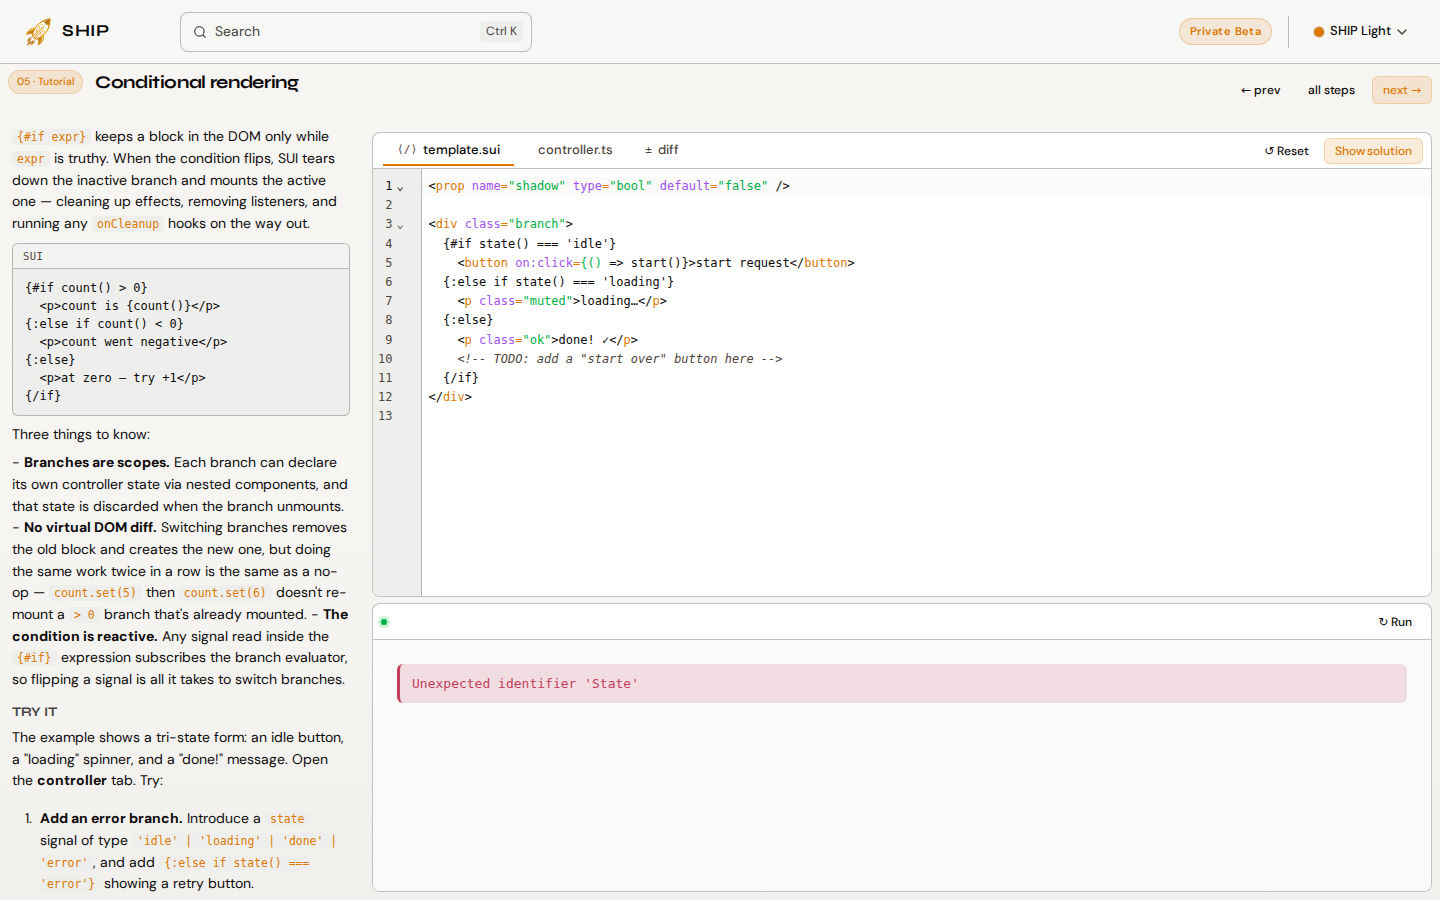 SHIP
Search
Ctrl K
Private Beta
SHIP Light
05 · Tutorial
Conditional rendering
← prev
all steps
next →
{#if expr} keeps a block in the DOM only while
expr is truthy. When the condition flips, SUI tears
down the inactive branch and mounts the active
one — cleaning up effects, removing listeners, and
running any onCleanup hooks on the way out.
SUI
{#if count() > 0}
  <p>count is {count()}</p>
{:else if count() < 0}
  <p>count went negative</p>
{:else}
  <p>at zero — try +1</p>
{/if}
Three things to know:
- Branches are scopes. Each branch can declare
its own controller state via nested components, and
that state is discarded when the branch unmounts.
- No virtual DOM diff. Switching branches removes
the old block and creates the new one, but doing
the same work twice in a row is the same as a no-
op — count.set(5) then count.set(6) doesn't re-
mount a > 0 branch that's already mounted. - The
condition is reactive. Any signal read inside the
{#if} expression subscribes the branch evaluator,
so flipping a signal is all it takes to switch branches.
TRY IT
The example shows a tri-state form: an idle button,
a "loading" spinner, and a "done!" message. Open
the controller tab. Try:
1. Add an error branch. Introduce a state
signal of type 'idle' | 'loading' | 'done' |
'error' , and add {:else if state() ===
'error'} showing a retry button.
⟨/⟩ template.sui
controller.ts
± diff
↺ Reset
Show solution
1 <prop name="shadow" type="bool" default="false" />
2
3 <div class="branch">
4   {#if state() === 'idle'}
5     <button on:click={() => start()}>start request</button>
6   {:else if state() === 'loading'}
7     <p class="muted">loading…</p>
8   {:else}
9     <p class="ok">done! ✓</p>
10     <!-- TODO: add a "start over" button here -->
11   {/if}
12 </div>
13
↻ Run
Unexpected identifier 'State'